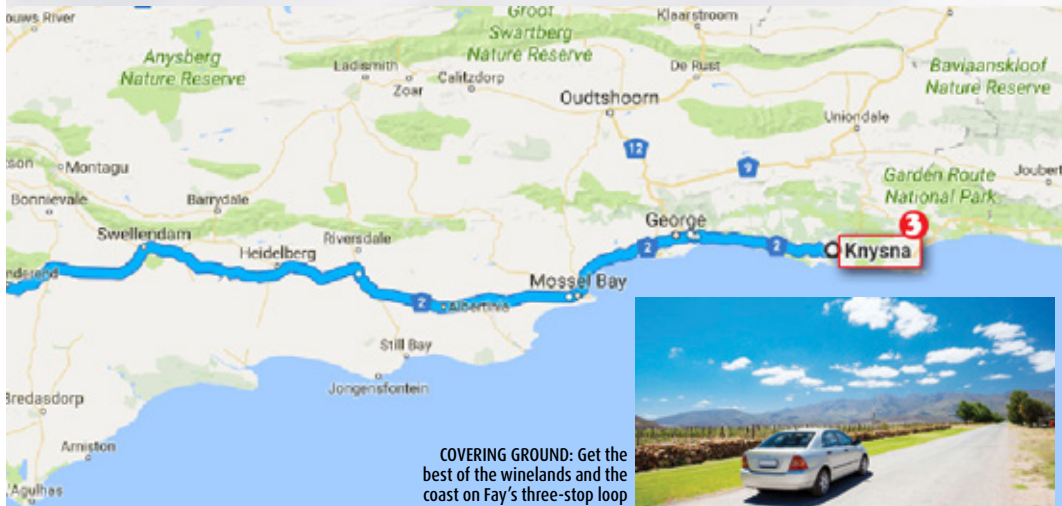 ouws River
Groot
Swartberg
Nature Reserve
Klaarstroom
Anysberg
Nature Reserve
Ladismith
Zoar
Calitzdorp
De Rust
Baviaanskloof
Nature Reserve
Oudtshoorn
Uniondale
12
9
son
Montagu
Garden Route
National Park
Joubert
Bonnievale
Barrydale
George
3
Swellendam
Riversdale
2
2
Knysna
Heidelberg
nderend
Mossel Bay
2
Albertinia
Still Bay
Jongensfontein
Bredasdorp
Arniston
Agulhas
COVERING GROUND: Get the
best of the winelands and the
coast on Fay's three-stop loop